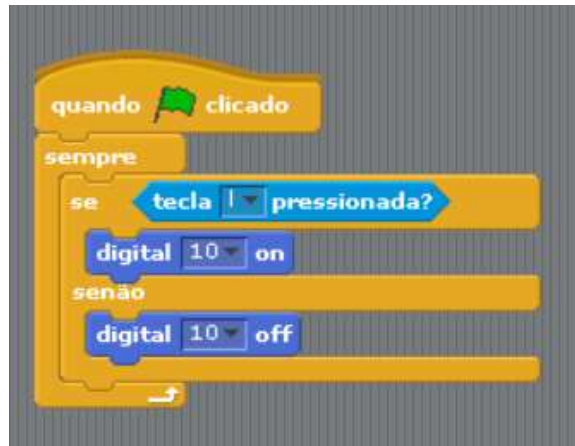 quando clicado
sempre
se tecla l pressionada?
digital 10 on
senão
digital 10 off